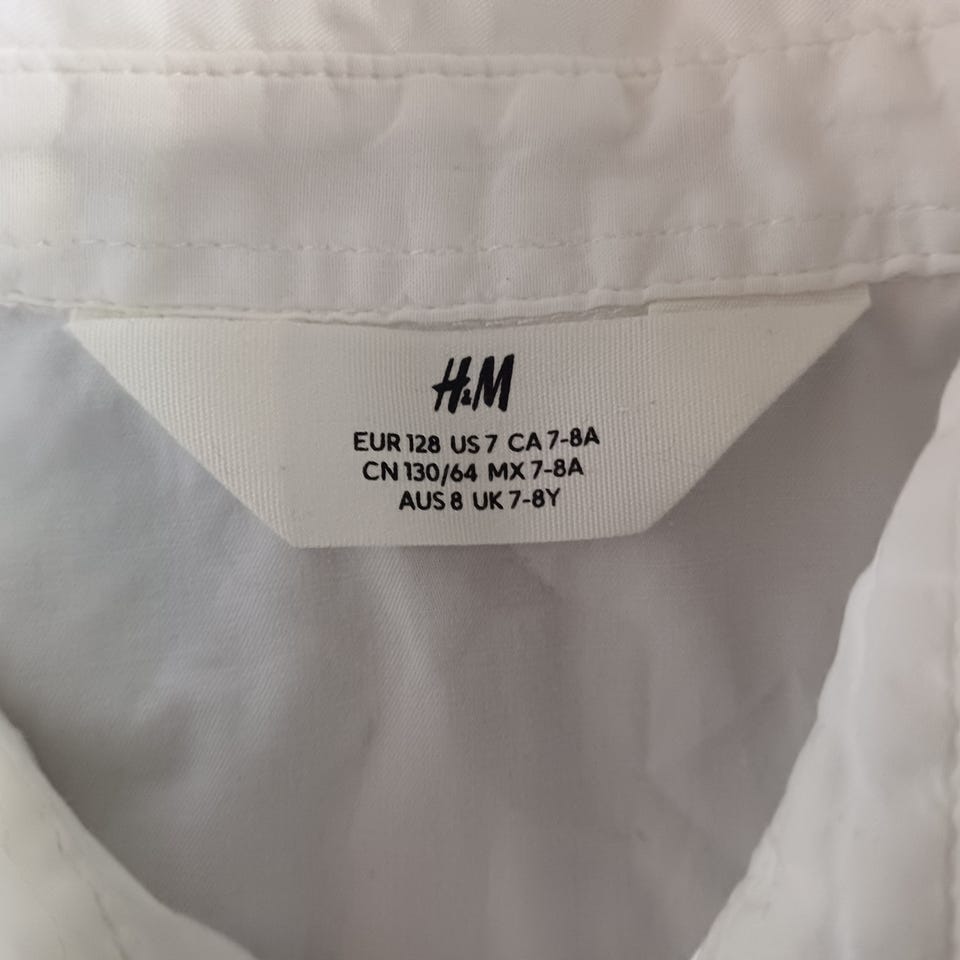 H&M
EUR 128 US 7 CA 7-8A
CN 130/64 MX 7-8A
AUS 8 UK 7-8Y